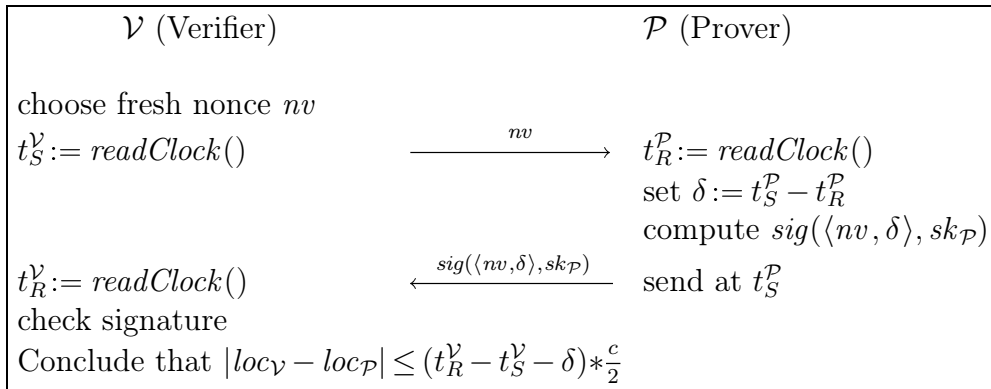 𝒱 (Verifier) 𝒫 (Prover)
choose fresh nonce nv
t_S^𝒱 := readClock() nv t_R^𝒫 := readClock()
set δ := t_S^𝒫 − t_R^𝒫
compute sig(⟨nv, δ⟩, sk_𝒫)
t_R^𝒱 := readClock() sig(⟨nv,δ⟩,sk_𝒫) send at t_S^𝒫
check signature
Conclude that |loc_𝒱 − loc_𝒫| ≤ (t_R^𝒱 − t_S^𝒱 − δ) * c/2